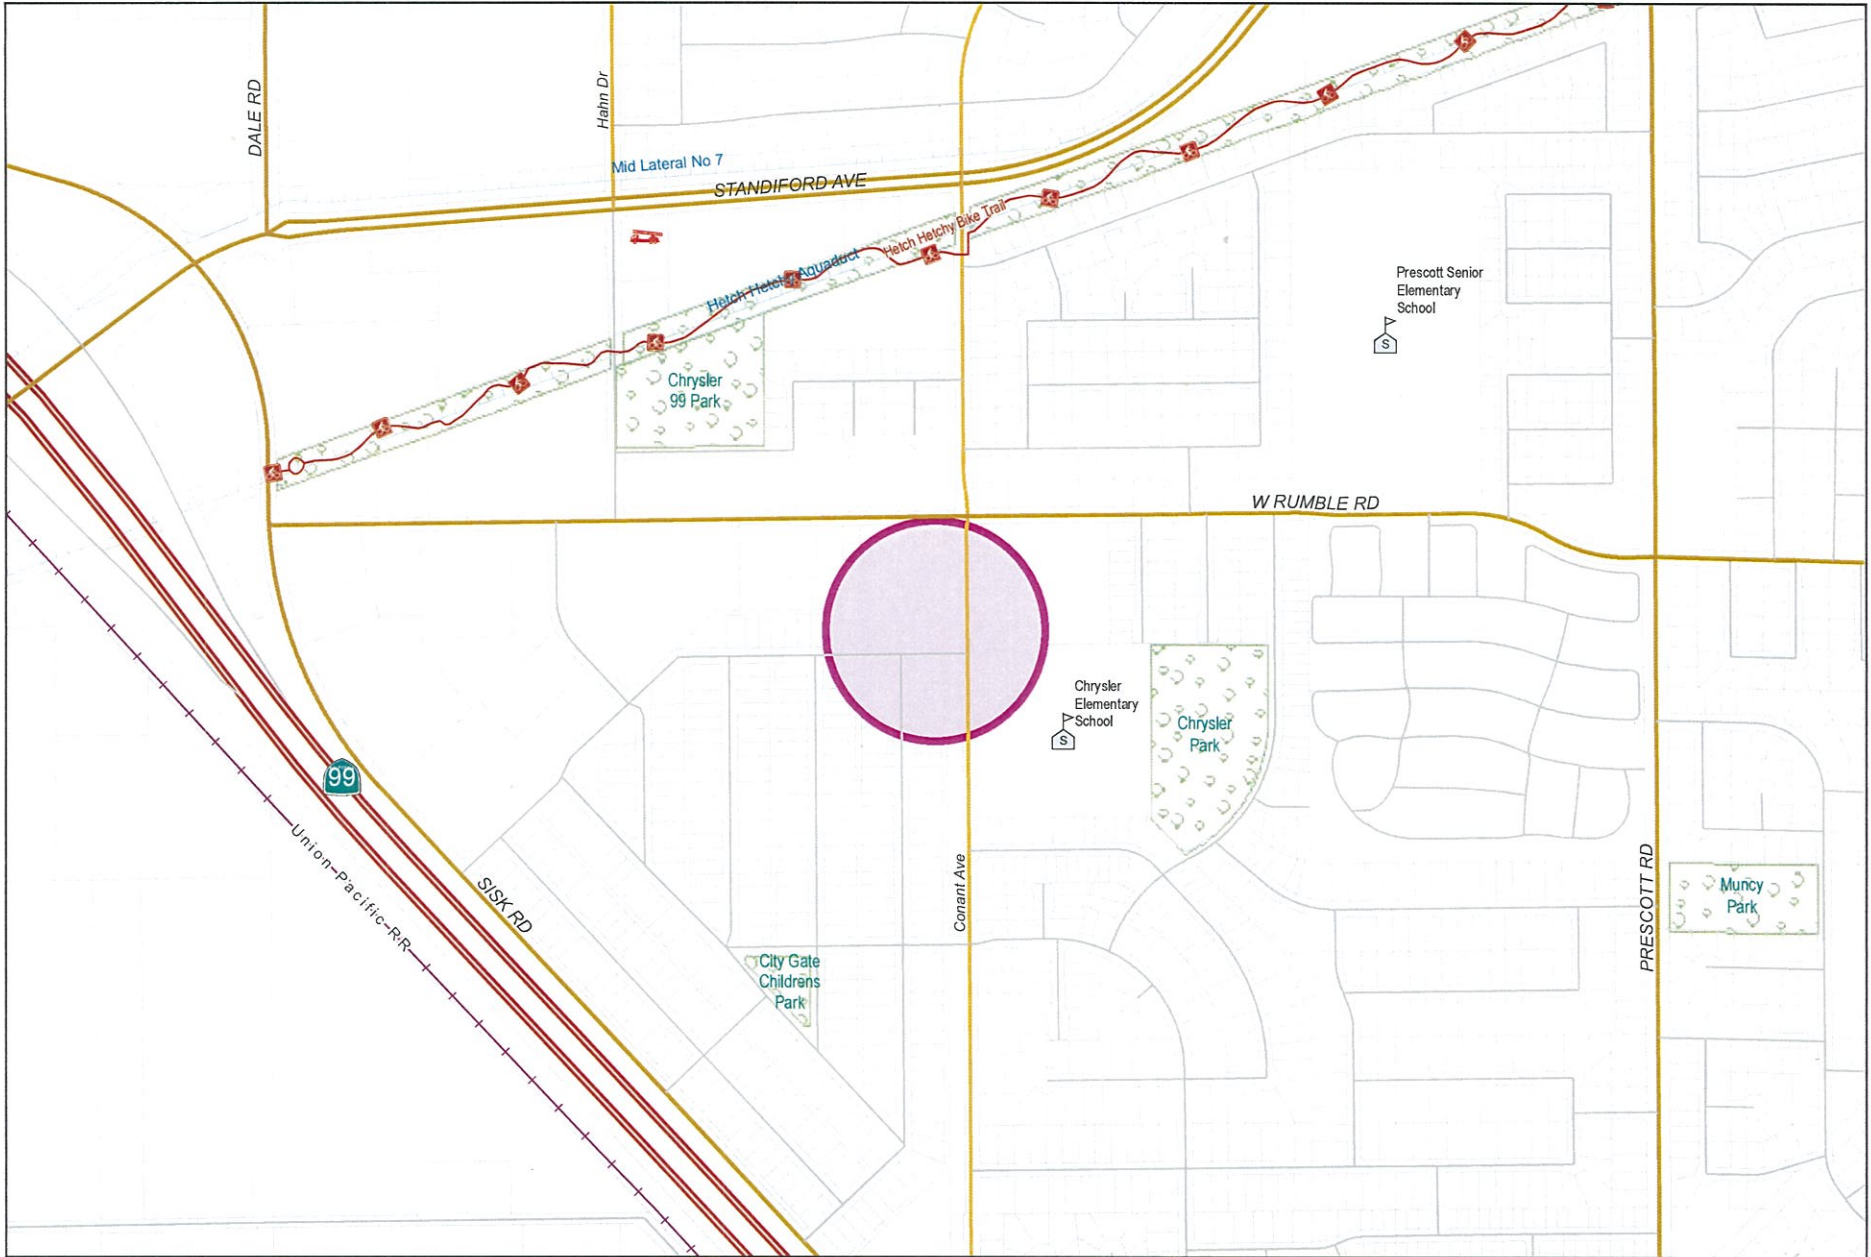 DALE RD
Hahn Dr
Mid Lateral No 7
STANDIFORD AVE
Hetch Hetchy Bike Trail
Hetch Hetchy Aquaduct
Prescott Senior
Elementary
School
S
Chrysler
99 Park
W RUMBLE RD
Chrysler
Elementary
School
S
Chrysler
Park
99
Union Pacific RR
SISK RD
Conant Ave
PRESCOTT RD
Muncy
Park
City Gate
Childrens
Park